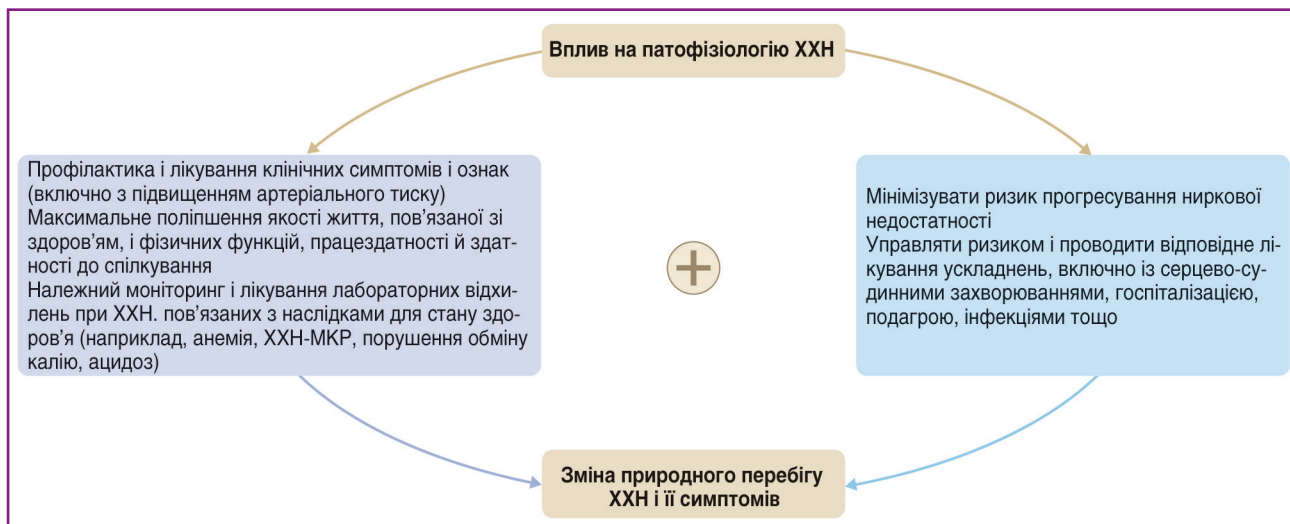 Вплив на патофізіологію ХХН
Профілактика і лікування клінічних симптомів і ознак
(включно з підвищенням артеріального тиску)
Максимальне поліпшення якості життя, пов’язаної зі
здоров’ям, і фізичних функцій, працездатності й здат-
ності до спілкування
Належний моніторинг і лікування лабораторних відхи-
лень при ХХН. пов’язаних з наслідками для стану здо-
ров’я (наприклад, анемія, ХХН-МКР, порушення обміну
калію, ацидоз)
Мінімізувати ризик прогресування ниркової
недостатності
Управляти ризиком і проводити відповідне лі-
кування ускладнень, включно із серцево-су-
динними захворюваннями, госпіталізацією,
подагрою, інфекціями тощо
Зміна природного перебігу
ХХН і її симптомів